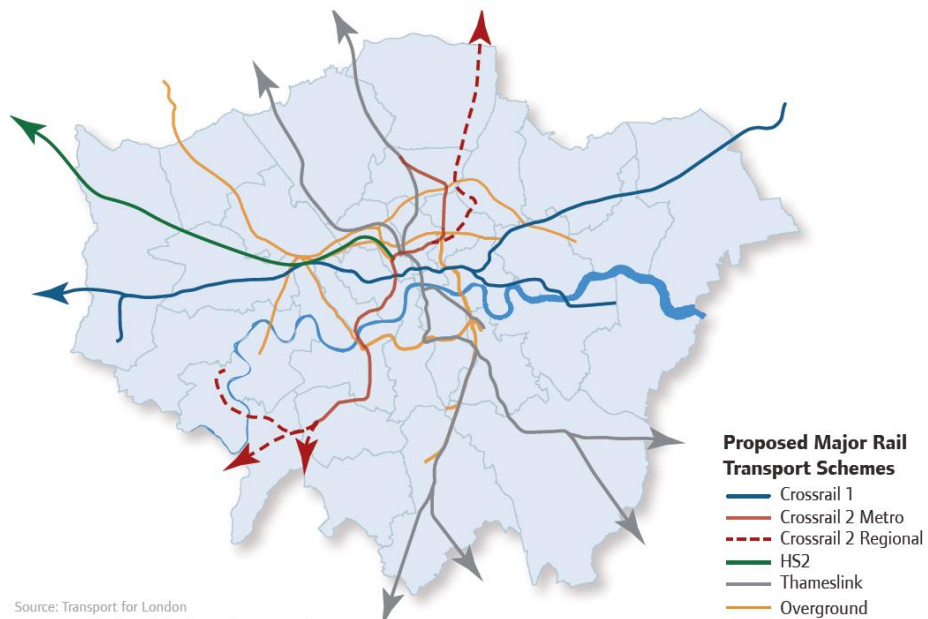 Proposed Major Rail
Transport Schemes
Crossrail 1
Crossrail 2 Metro
Crossrail 2 Regional
HS2
Thameslink
Overground
Source: Transport for London